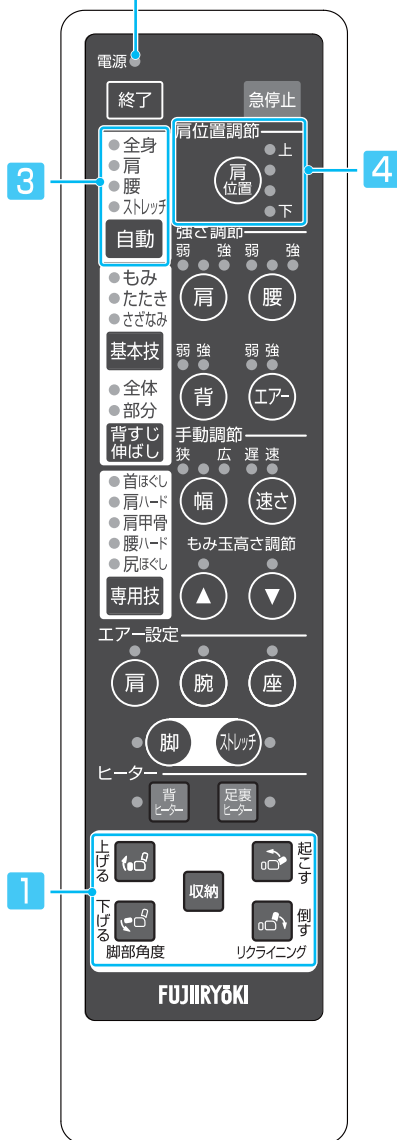 電源
終了
急停止
3
全身
肩
腰
ストレッチ
自動
肩位置調節
肩
位置
上
下
4
強さ調節
弱 強 弱 強
肩 腰
もみ
たたき
さざなみ
基本技
弱 強 弱 強
背 エアー
全体
部分
背すじ
伸ばし
手動調節
狭 広 遅 速
幅 速さ
首ほぐし
肩ハード
肩甲骨
腰ハード
尻ほぐし
専用技
もみ玉高さ調節
▲ ▼
エアー設定
肩 腕 座
脚 ストレッチ
ヒーター
背
ヒーター
足裏
ヒーター
1
上げる
下げる
脚部角度
収納
起こす
倒す
リクライニング
FUJIIRYōKI